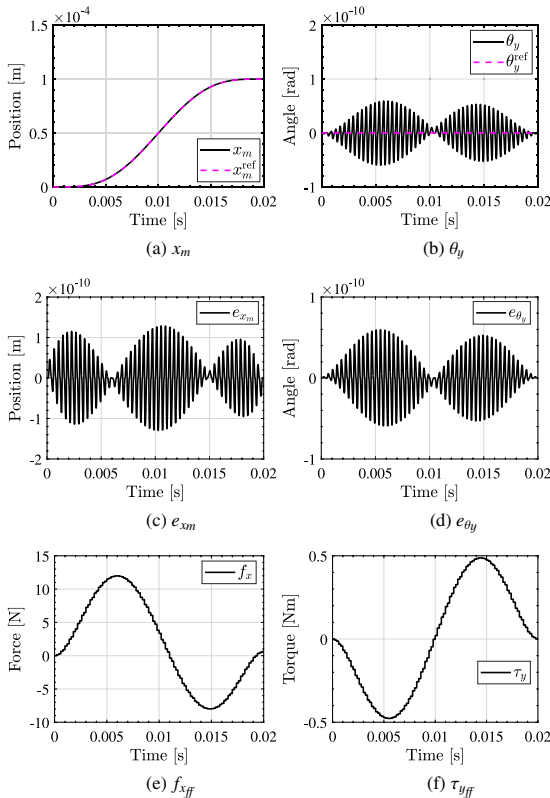 ×10⁻⁴
1.5
1
0.5
0
Position [m]
x_m
x_m^ref
0 0.005 0.01 0.015 0.02
Time [s]
(a) x_m
×10⁻¹⁰
2
1
0
-1
Angle [rad]
θ_y
θ_y^ref
0 0.005 0.01 0.015 0.02
Time [s]
(b) θ_y
×10⁻¹⁰
2
1
0
-1
-2
Position [m]
e_{x_m}
0 0.005 0.01 0.015 0.02
Time [s]
(c) e_{x_m}
×10⁻¹⁰
1
0
-1
Angle [rad]
e_{θ_y}
0 0.005 0.01 0.015 0.02
Time [s]
(d) e_{θ_y}
15
10
5
0
-5
-10
Force [N]
f_x
0 0.005 0.01 0.015 0.02
Time [s]
(e) f_{x_{ff}}
0.5
0
-0.5
Torque [Nm]
τ_y
0 0.005 0.01 0.015 0.02
Time [s]
(f) τ_{y_{ff}}